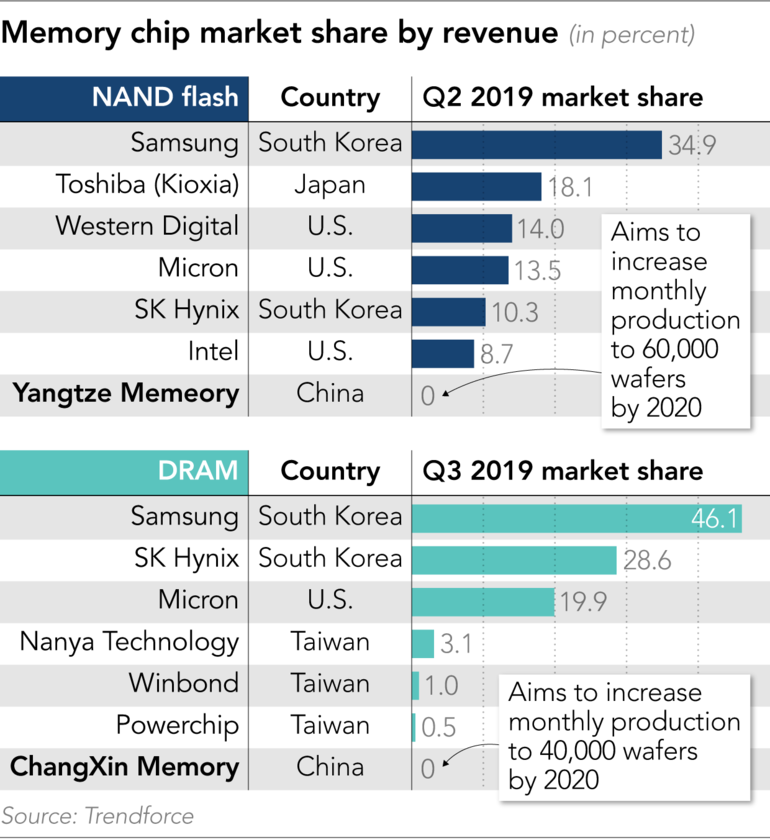 Memory chip market share by revenue (in percent)
NAND flash Country Q2 2019 market share
Samsung South Korea 34.9
Toshiba (Kioxia) Japan 18.1
Western Digital U.S. 14.0
Micron U.S. 13.5
SK Hynix South Korea 10.3
Intel U.S. 8.7
Yangtze Memeory China 0
Aims to
increase
monthly
production
to 60,000
wafers
by 2020
DRAM Country Q3 2019 market share
Samsung South Korea 46.1
SK Hynix South Korea 28.6
Micron U.S. 19.9
Nanya Technology Taiwan 3.1
Winbond Taiwan 1.0
Powerchip Taiwan 0.5
ChangXin Memory China 0
Aims to increase
monthly production
to 40,000 wafers
by 2020
Source: Trendforce